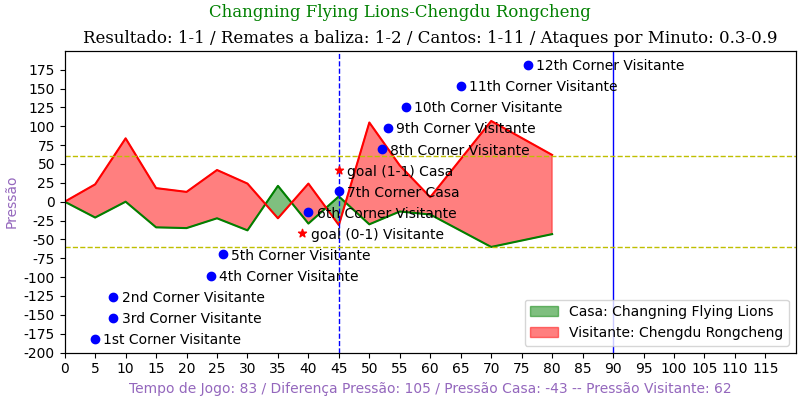 Changning Flying Lions-Chengdu Rongcheng
Resultado: 1-1 / Remates a baliza: 1-2 / Cantos: 1-11 / Ataques por Minuto: 0.3-0.9
Pressão
175
150
125
100
75
50
25
0
-25
-50
-75
-100
-125
-150
-175
-200
12th Corner Visitante
11th Corner Visitante
10th Corner Visitante
9th Corner Visitante
8th Corner Visitante
goal (1-1) Casa
7th Corner Casa
6th Corner Visitante
goal (0-1) Visitante
5th Corner Visitante
4th Corner Visitante
2nd Corner Visitante
3rd Corner Visitante
1st Corner Visitante
Casa: Changning Flying Lions
Visitante: Chengdu Rongcheng
0 5 10 15 20 25 30 35 40 45 50 55 60 65 70 75 80 85 90 95 100 105 110 115
Tempo de Jogo: 83 / Diferença Pressão: 105 / Pressão Casa: -43 -- Pressão Visitante: 62